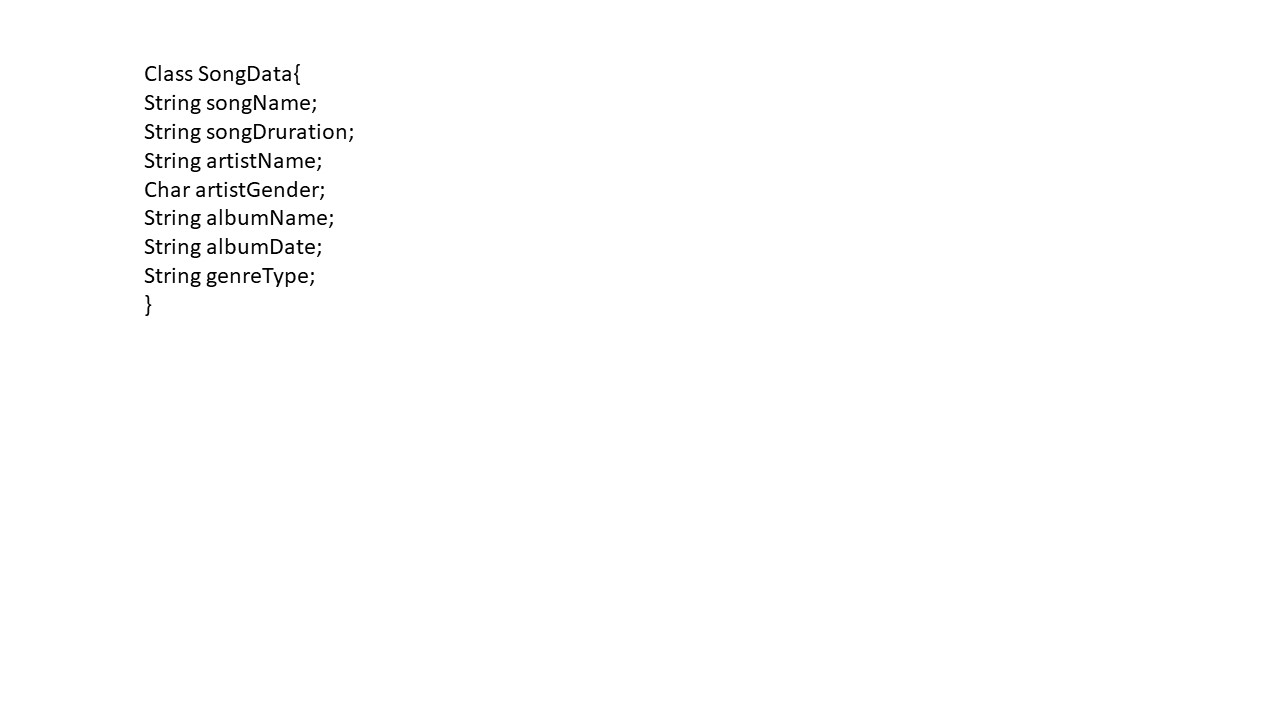 Class SongData{
String songName;
String songDruration;
String artistName;
Char artistGender;
String albumName;
String albumDate;
String genreType;
}